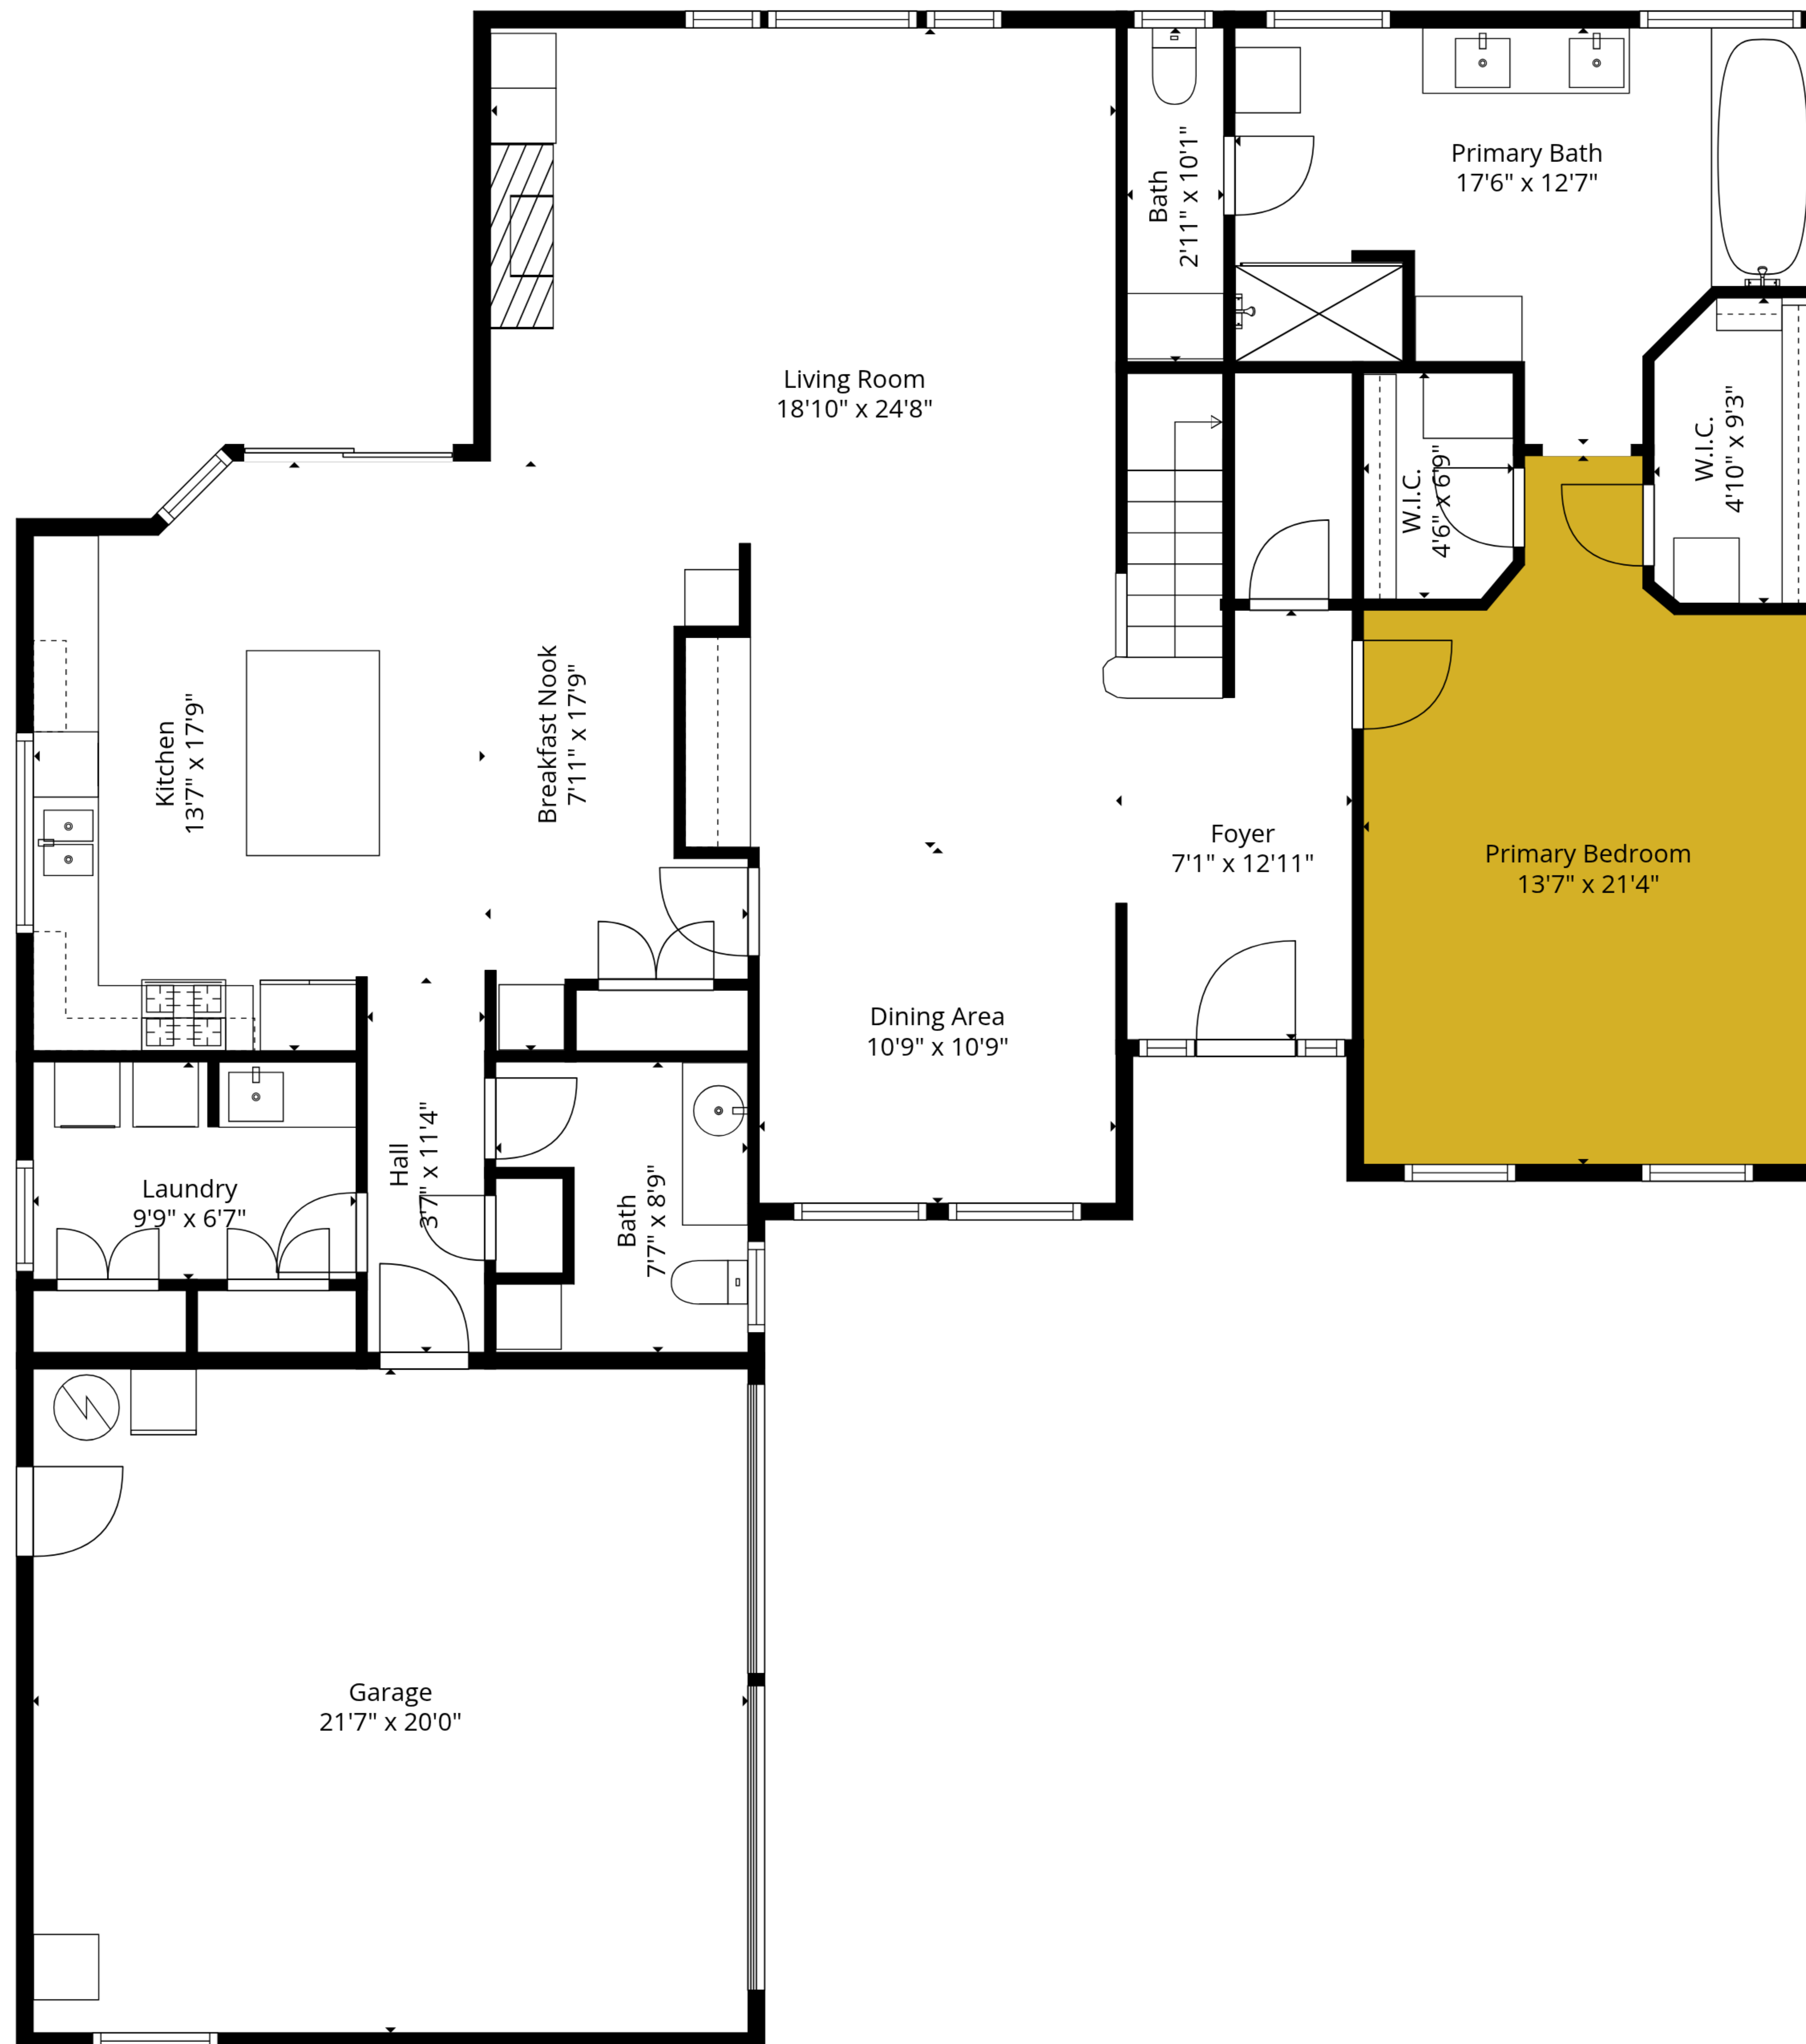 Primary Bath
17'6" x 12'7"
Bath
2'11" x 10'1"
Living Room
18'10" x 24'8"
W.I.C.
4'6" x 6'9"
W.I.C.
4'10" x 9'3"
Kitchen
13'7" x 17'9"
Breakfast Nook
7'11" x 17'9"
Foyer
7'1" x 12'11"
Primary Bedroom
13'7" x 21'4"
Dining Area
10'9" x 10'9"
Laundry
9'9" x 6'7"
Hall
3'7" x 11'4"
Bath
7'7" x 8'9"
Garage
21'7" x 20'0"